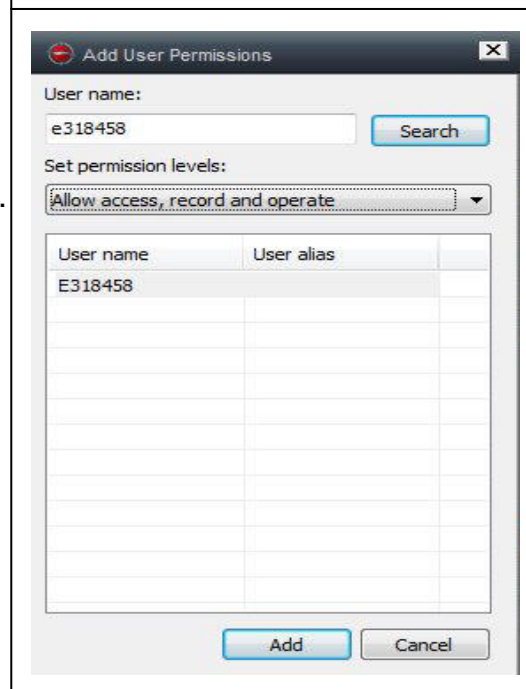 Add User Permissions
User name:
e318458 Search
Set permission levels:
Allow access, record and operate
User name User alias
E318458
Add Cancel